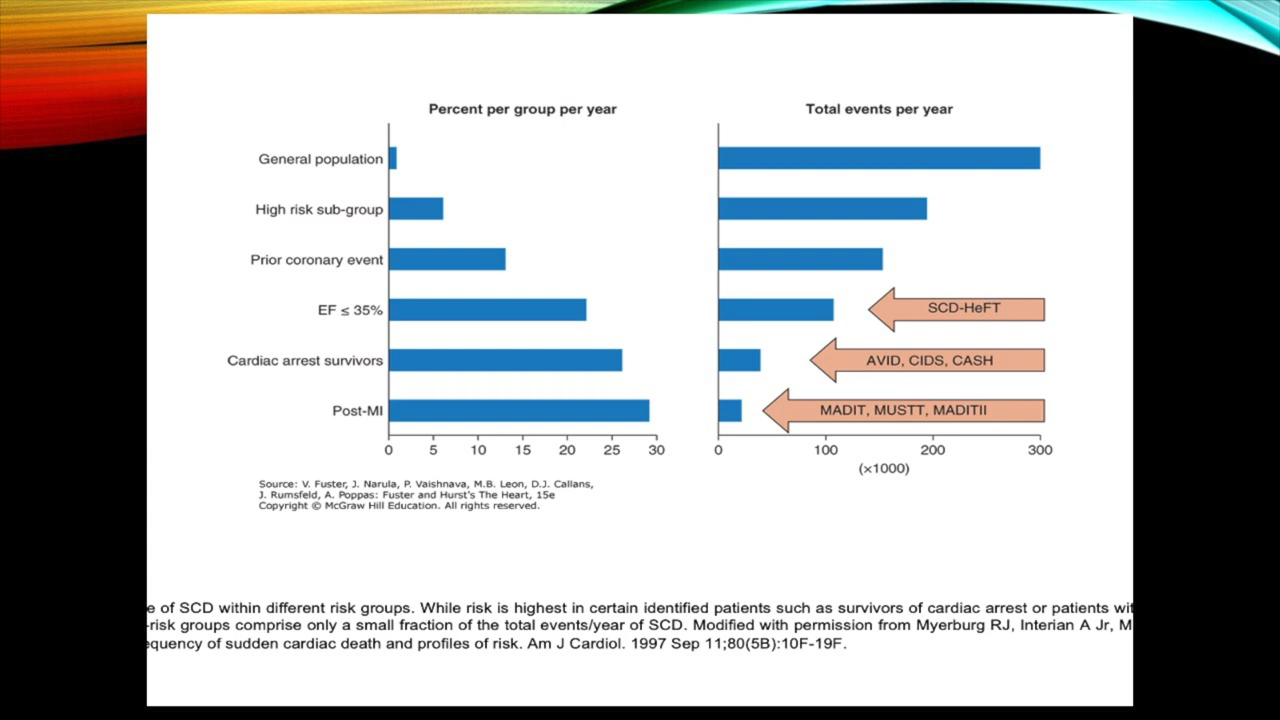 Percent per group per year
Total events per year
General population
High risk sub-group
Prior coronary event
EF ≤ 35%
SCD-HeFT
Cardiac arrest survivors
AVID, CIDS, CASH
Post-MI
MADIT, MUSTT, MADITII
0 5 10 15 20 25 30
0 100 200 300
(×1000)
Source: V. Fuster, J. Narula, P. Vaishnava, M.B. Leon, D.J. Callans,
J. Rumsfeld, A. Poppas: Fuster and Hurst's The Heart, 15e
Copyright © McGraw Hill Education. All rights reserved.
e of SCD within different risk groups. While risk is highest in certain identified patients such as survivors of cardiac arrest or patients wit
-risk groups comprise only a small fraction of the total events/year of SCD. Modified with permission from Myerburg RJ, Interian A Jr, M
equency of sudden cardiac death and profiles of risk. Am J Cardiol. 1997 Sep 11;80(5B):10F-19F.